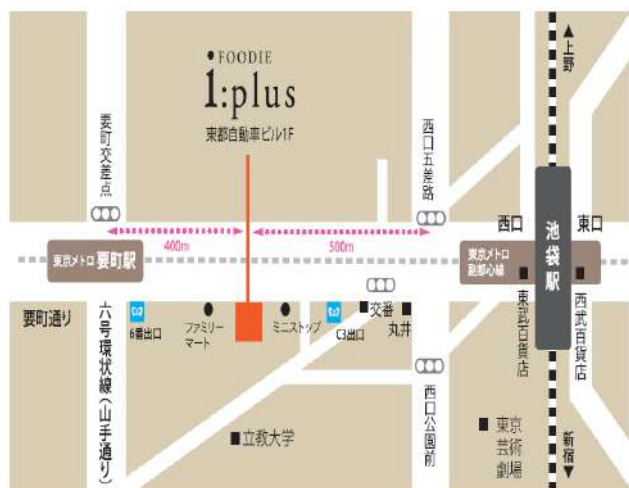 FOODIE
i:plus
東都自動車ビル1F
▲上野
要町交差点
西口五差路
400m
500m
西口
東口
池袋駅
東京メトロ 要町駅
東京メトロ
副都心線
要町通り
六号環状線(山手通り)
6番出口
ファミリー
マート
ミニストップ
C3出口
交番
丸井
東武百貨店
西武百貨店
立教大学
西口公園前
東京
芸術
劇場
新宿▼